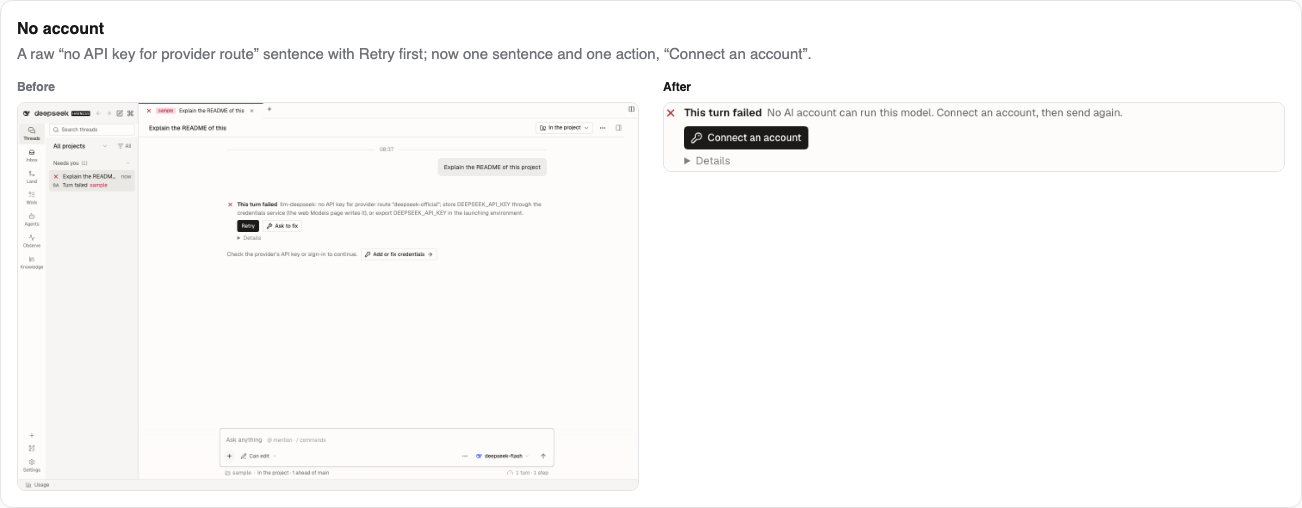 No account
A raw “no API key for provider route” sentence with Retry first; now one sentence and one action, “Connect an account”.
Before
After
deepseek
sample Explain the README of this
Search threads
Threads
Explain the README of this
In the project
All projects
All
Inbox
08:37
Needs you (1)
Explain the READM... now
Turn failed sample
Explain the README of this project
Land
Work
This turn failed llm-deepseek: no API key for provider route "deepseek-official"; store DEEPSEEK_API_KEY through the
credentials service (the web Models page writes it), or export DEEPSEEK_API_KEY in the launching environment.
Agents
Retry
Ask to fix
Details
Observe
Check the provider's API key or sign-in to continue.
Add or fix credentials
Knowledge
Ask anything @ mention · / commands
Can edit
deepseek-flash
Settings
sample · In the project · 1 ahead of main
1 turn · 1 step
Usage
This turn failed No AI account can run this model. Connect an account, then send again.
Connect an account
Details